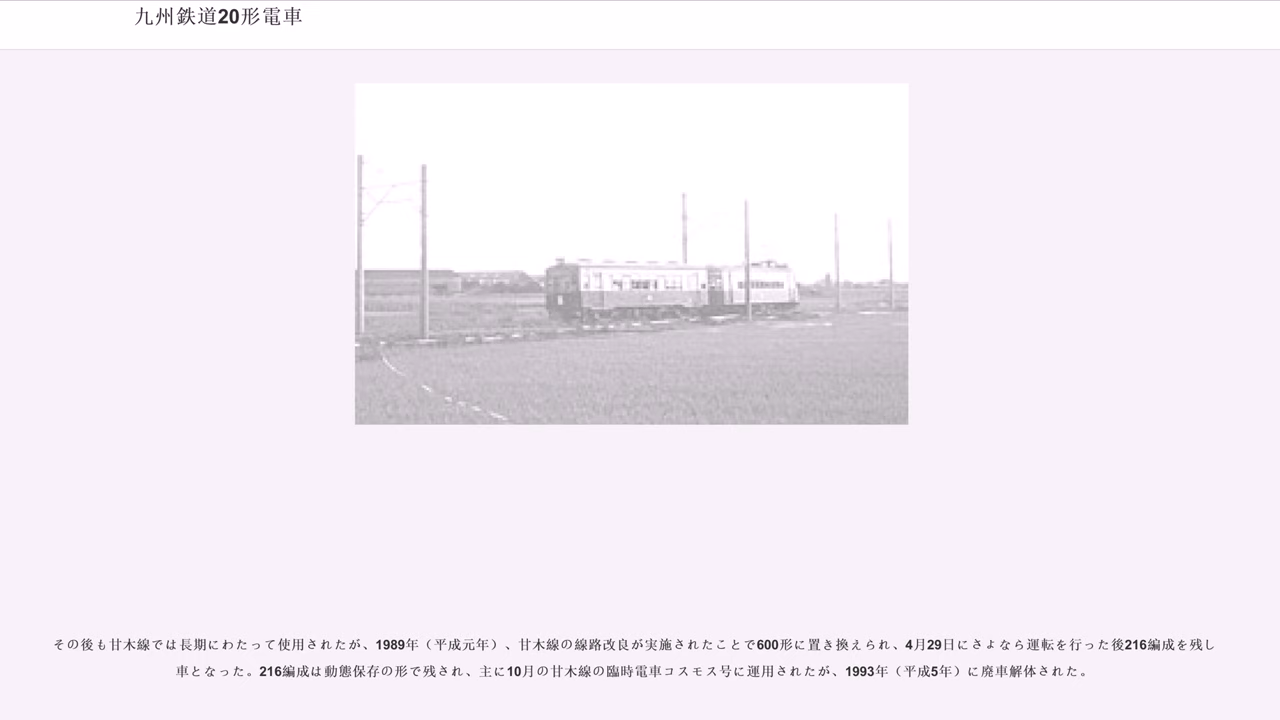 九州鉄道20形電車
その後も甘木線では長期にわたって使用されたが、1989年（平成元年）、甘木線の線路改良が実施されたことで600形に置き換えられ、4月29日にさよなら運転を行った後216編成を残し
車となった。216編成は動態保存の形で残され、主に10月の甘木線の臨時電車コスモス号に運用されたが、1993年（平成5年）に廃車解体された。